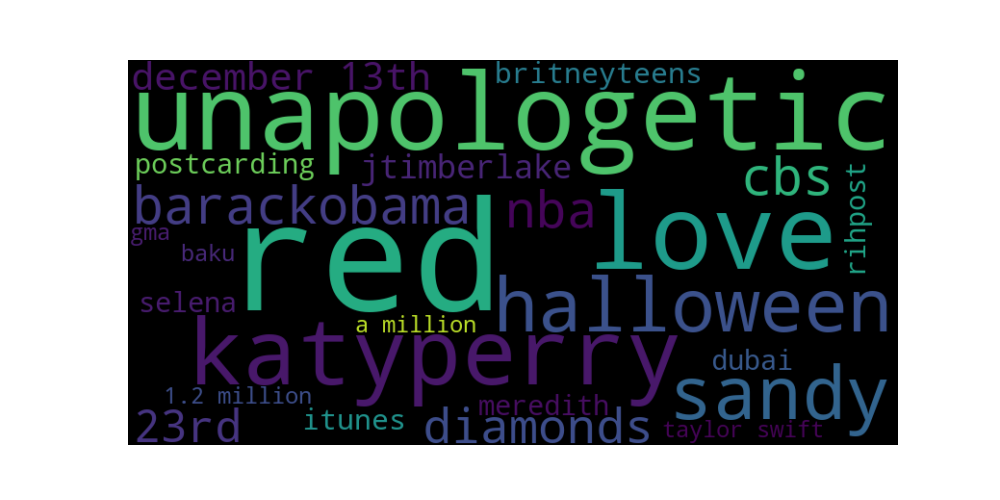 december 13th
britneyteens
unapologetic
postcarding
jtimberlake
cbs
rihpost
barackobama
nba
love
red
gma
baku
selena
halloween
a million
katyperry
dubai
sandy
1.2 million
meredith
23rd
itunes
diamonds
taylor swift